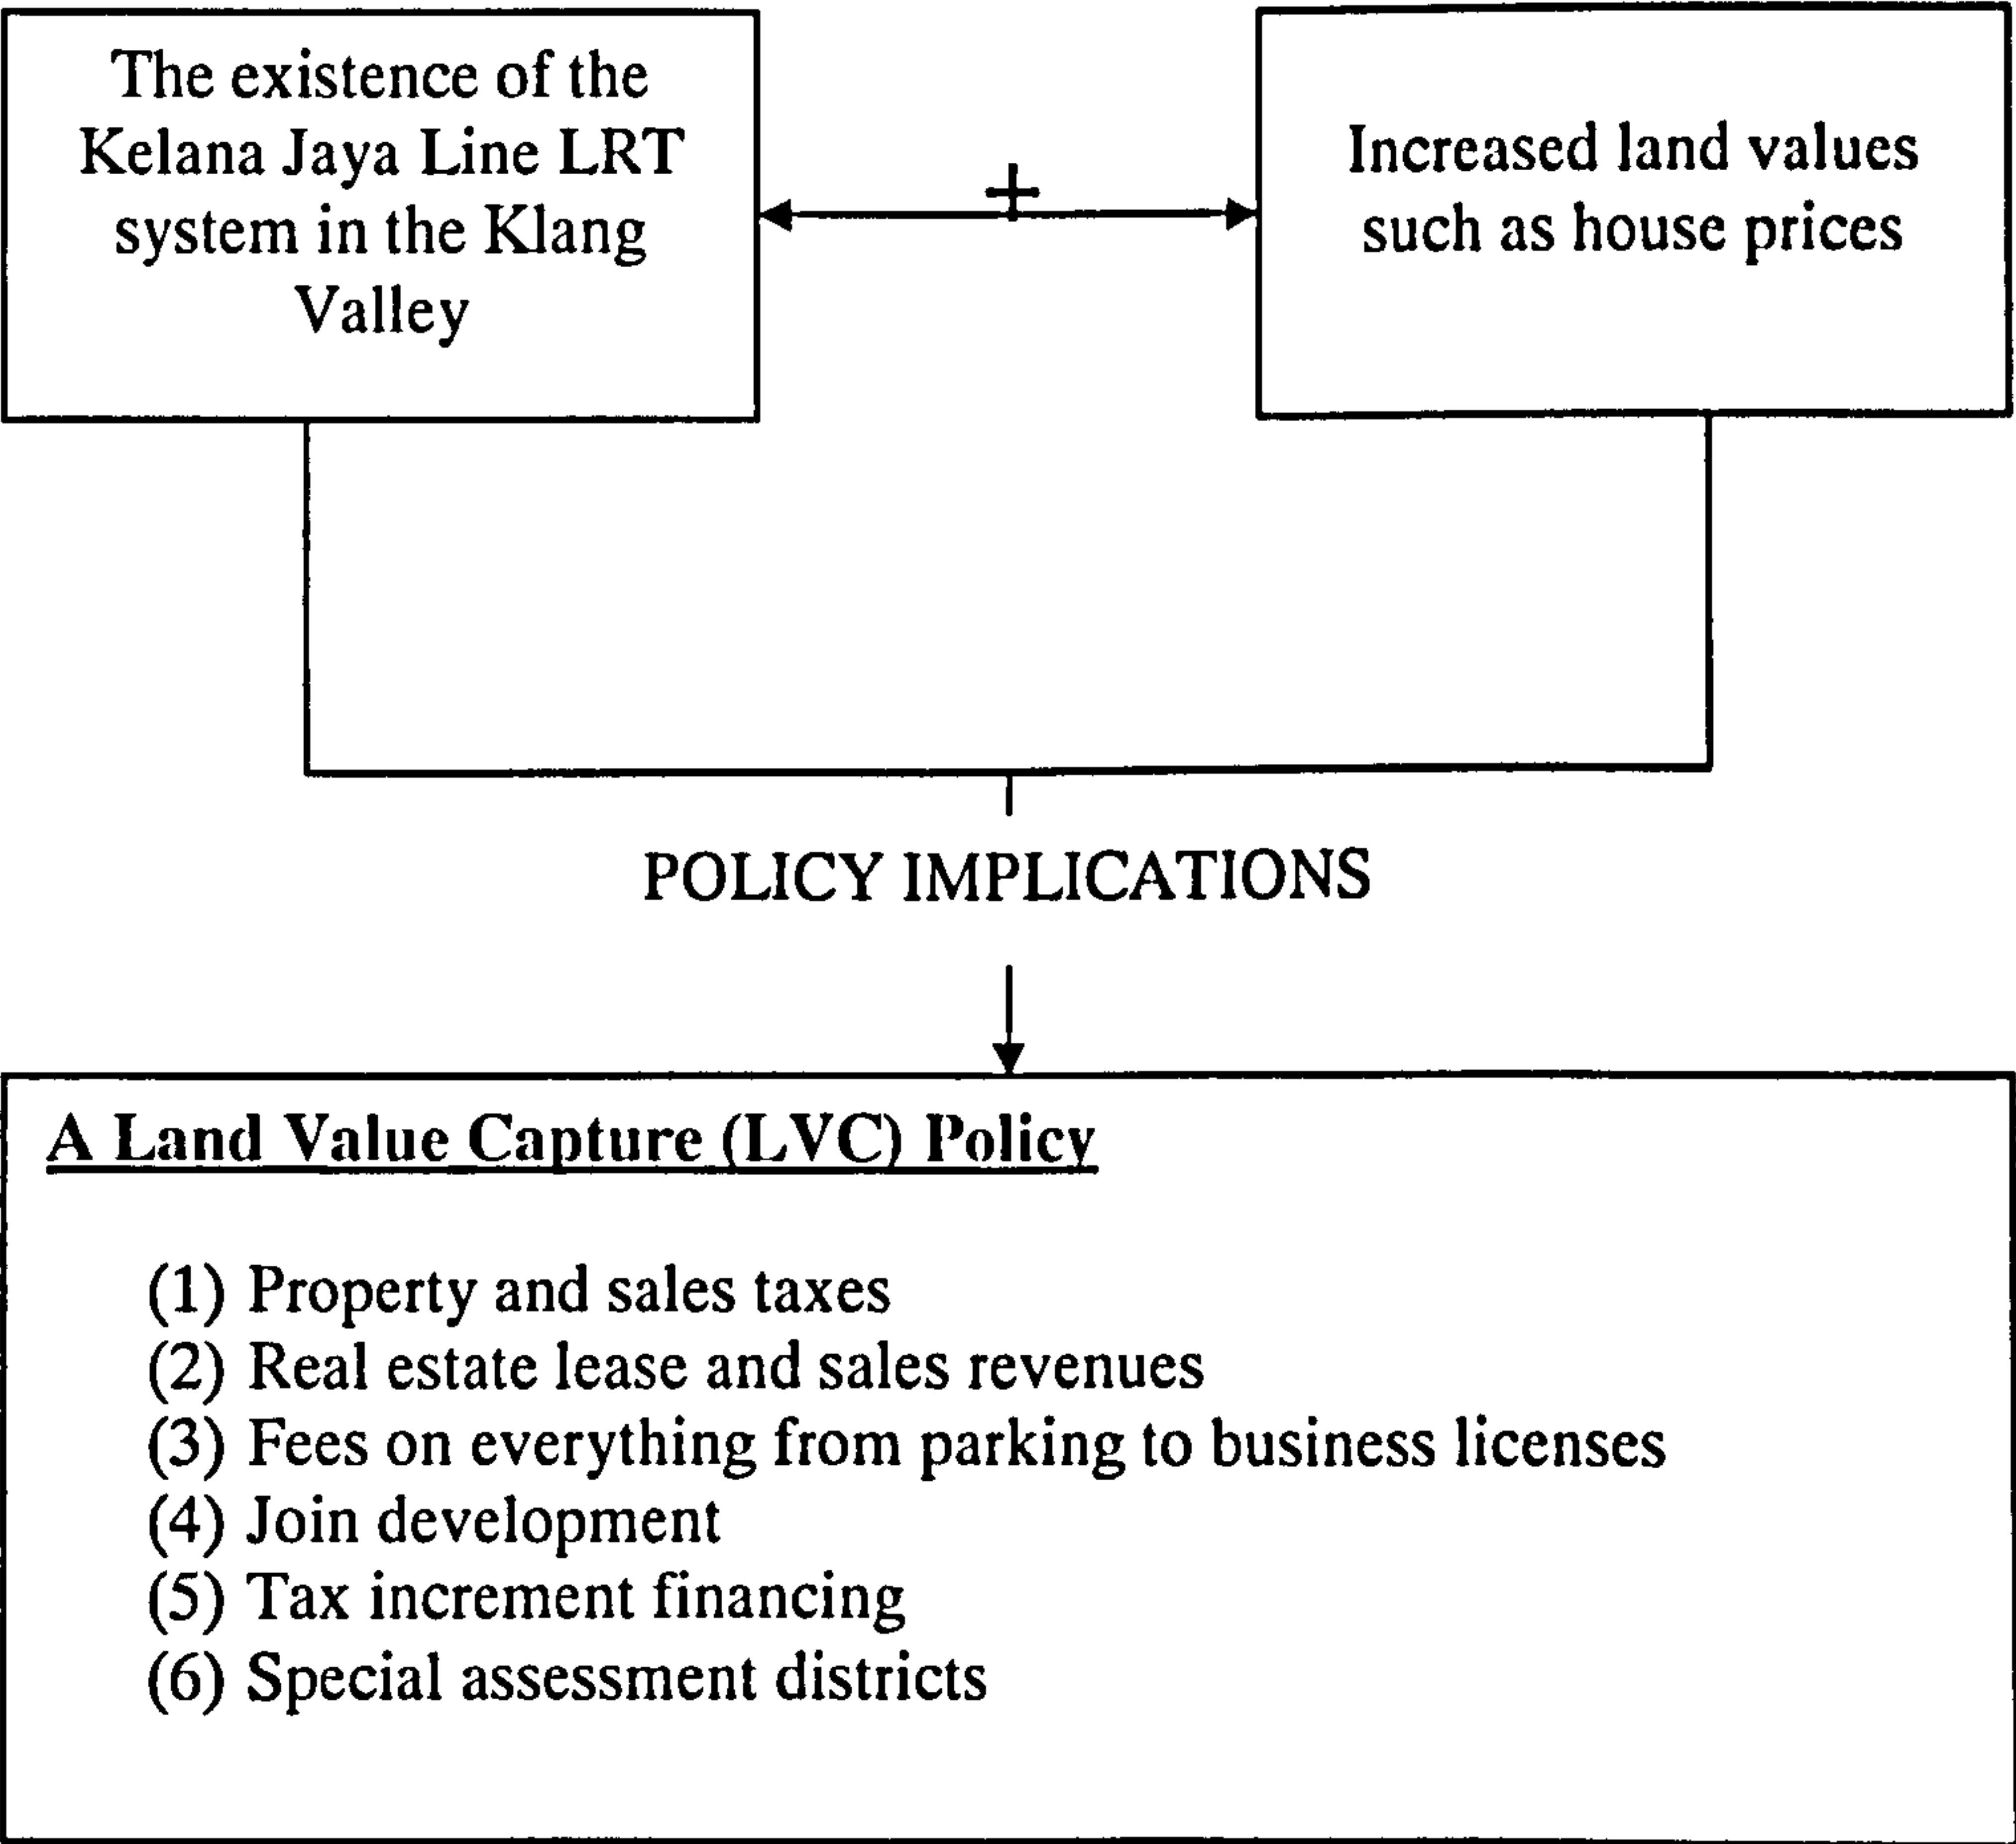 The existence of the
Kelana Jaya Line LRT
system in the Klang
Valley
+
Increased land values
such as house prices
POLICY IMPLICATIONS
A Land Value Capture (LVC) Policy
(1) Property and sales taxes
(2) Real estate lease and sales revenues
(3) Fees on everything from parking to business licenses
(4) Join development
(5) Tax increment financing
(6) Special assessment districts